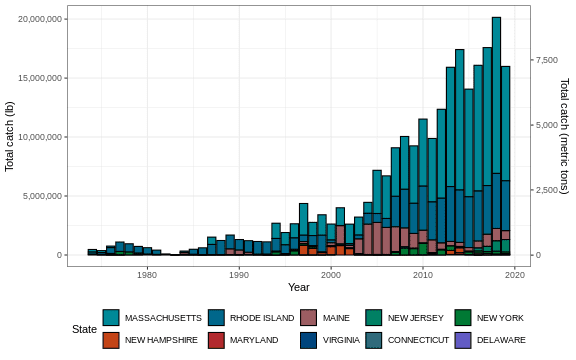 20,000,000
15,000,000
10,000,000
5,000,000
0
Total catch (lb)
7,500
5,000
2,500
0
Total catch (metric tons)
1980 1990 2000 2010 2020
Year
State
MASSACHUSETTS RHODE ISLAND MAINE NEW JERSEY NEW YORK
NEW HAMPSHIRE MARYLAND VIRGINIA CONNECTICUT DELAWARE